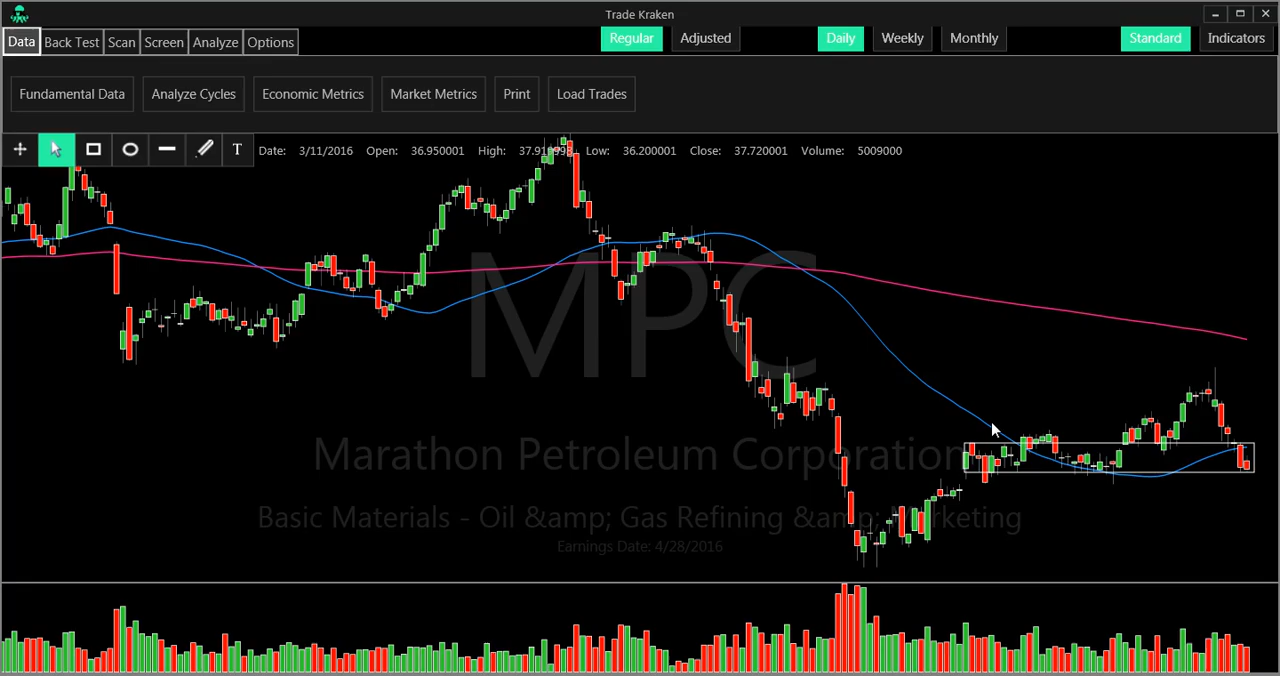 Trade Kraken
Data Back Test Scan Screen Analyze Options Regular Adjusted Daily Weekly Monthly Standard Indicators
Fundamental Data Analyze Cycles Economic Metrics Market Metrics Print Load Trades
T Date: 3/11/2016 Open: 36.950001 High: 37.919998 Low: 36.200001 Close: 37.720001 Volume: 5009000
MPC
Marathon Petroleum Corporation
Basic Materials - Oil &amp; Gas Refining &amp; Marketing
Earnings Date: 4/28/2016